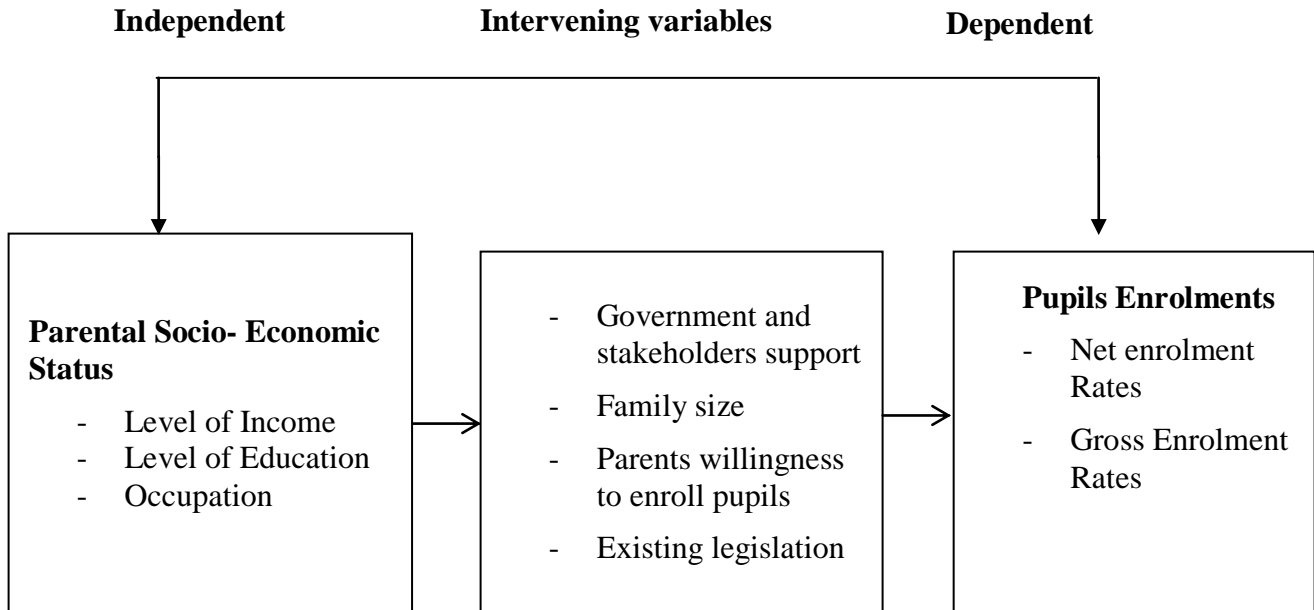 Independent
Intervening variables
Dependent
Parental Socio- Economic
Status
- Level of Income
- Level of Education
- Occupation
- Government and
stakeholders support
- Family size
- Parents willingness
to enroll pupils
- Existing legislation
Pupils Enrolments
- Net enrolment
Rates
- Gross Enrolment
Rates